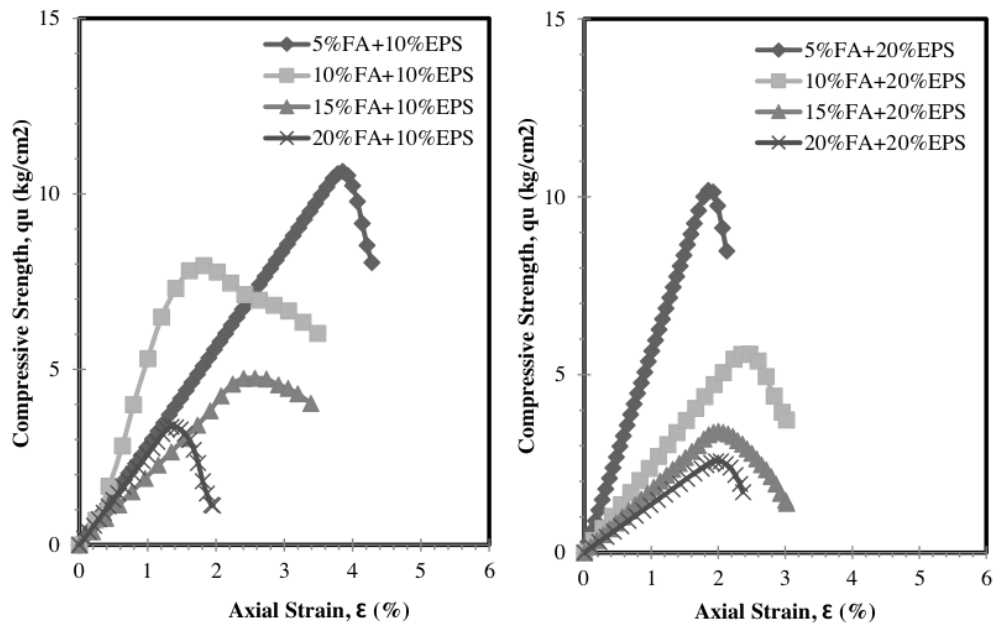 15
10
5
0
0 1 2 3 4 5 6
Compressive Srength, qu (kg/cm2)
Axial Strain, ε (%)
5%FA+10%EPS
10%FA+10%EPS
15%FA+10%EPS
20%FA+10%EPS
15
10
5
0
0 1 2 3 4 5 6
Compressive Strength, qu (kg/cm2)
Axial Strain, ε (%)
5%FA+20%EPS
10%FA+20%EPS
15%FA+20%EPS
20%FA+20%EPS